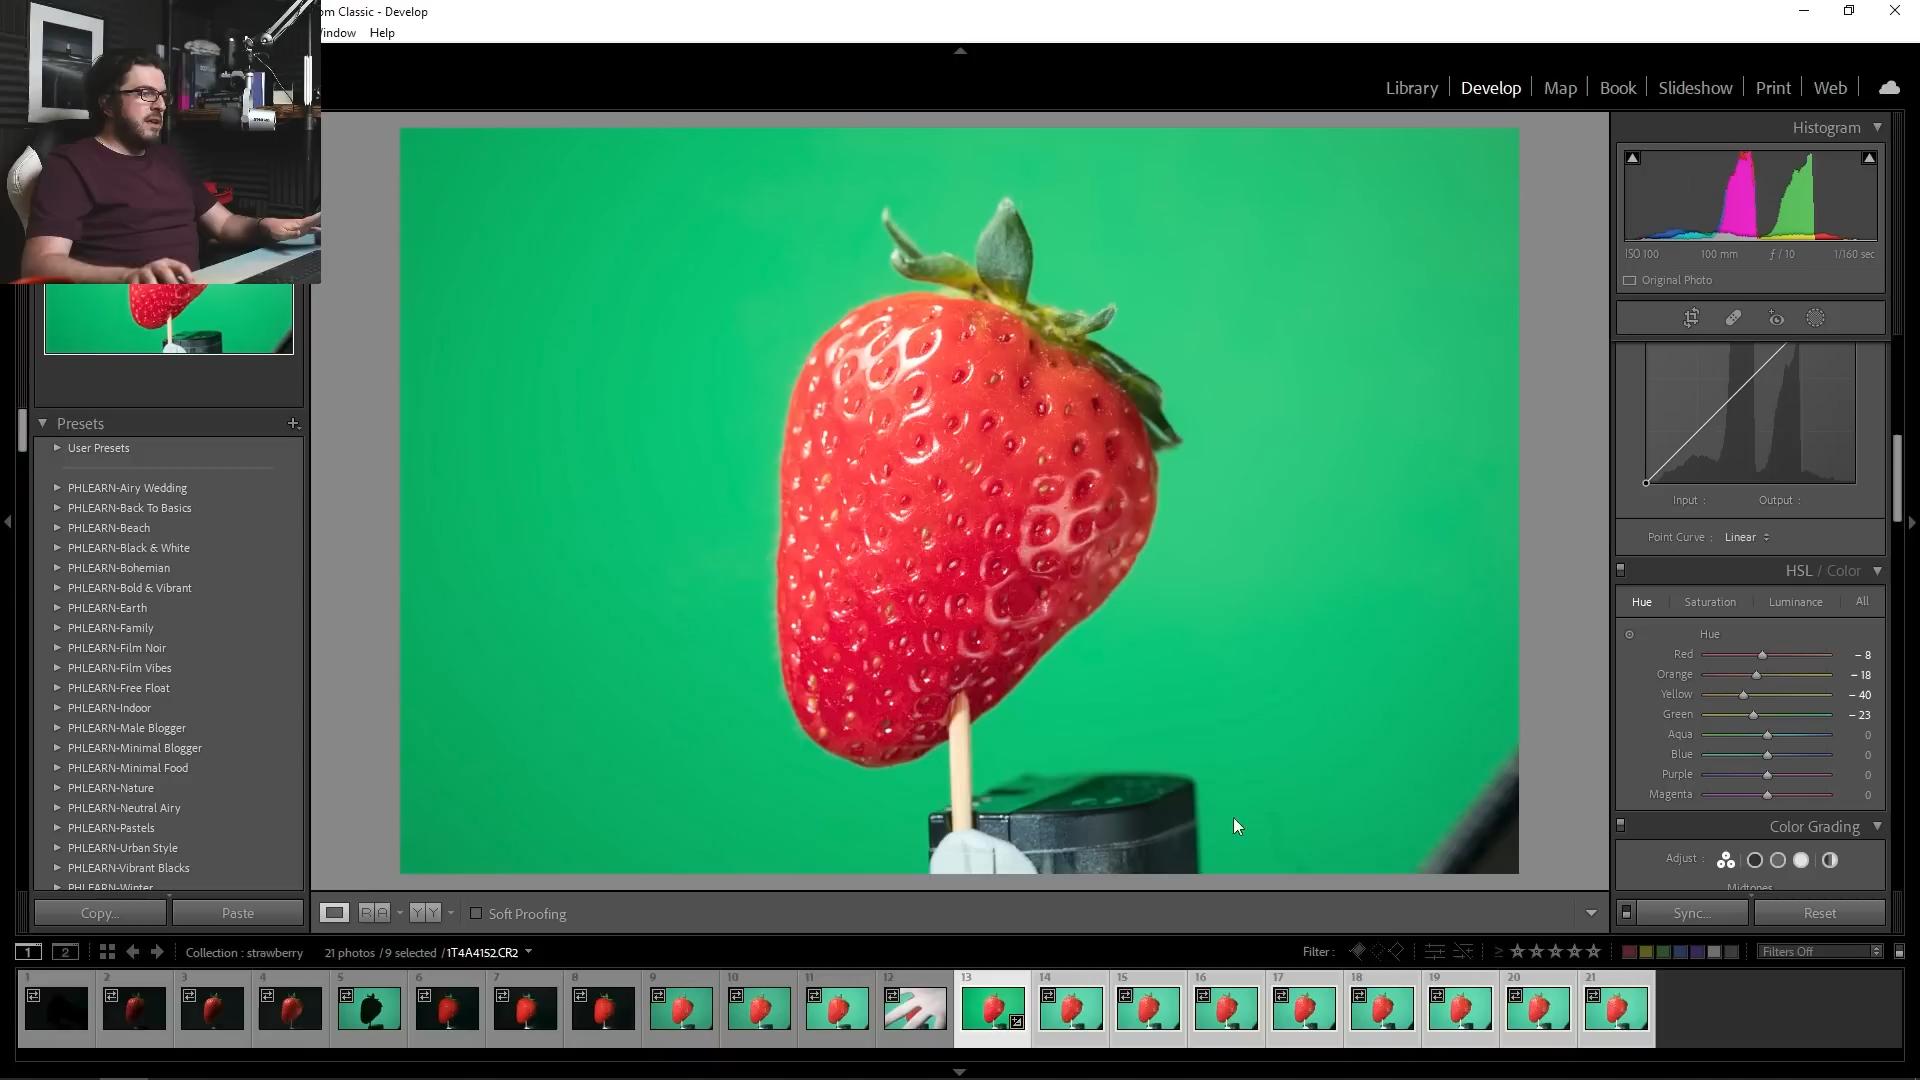 om Classic - Develop
Window Help
Library Develop Map Book Slideshow Print Web
Histogram
ISO 100 100 mm ƒ / 10 1/160 sec
Original Photo
Input : Output :
Point Curve : Linear
HSL / Color
Hue Saturation Luminance All
Hue
Red - 8
Orange - 18
Yellow - 40
Green - 23
Aqua 0
Blue 0
Purple 0
Magenta 0
Color Grading
Adjust :
Midtones
Sync... Reset
Presets
User Presets
PHLEARN-Airy Wedding
PHLEARN-Back To Basics
PHLEARN-Beach
PHLEARN-Black & White
PHLEARN-Bohemian
PHLEARN-Bold & Vibrant
PHLEARN-Earth
PHLEARN-Family
PHLEARN-Film Noir
PHLEARN-Film Vibes
PHLEARN-Free Float
PHLEARN-Indoor
PHLEARN-Male Blogger
PHLEARN-Minimal Blogger
PHLEARN-Minimal Food
PHLEARN-Nature
PHLEARN-Neutral Airy
PHLEARN-Pastels
PHLEARN-Urban Style
PHLEARN-Vibrant Blacks
PHLEARN-Winter
Copy... Paste
R A Y Y Soft Proofing
1 2 Collection : strawberry 21 photos / 9 selected / 1T4A4152.CR2 Filter : ≥ Filters Off
1 2 3 4 5 6 7 8 9 10 11 12 13 14 15 16 17 18 19 20 21